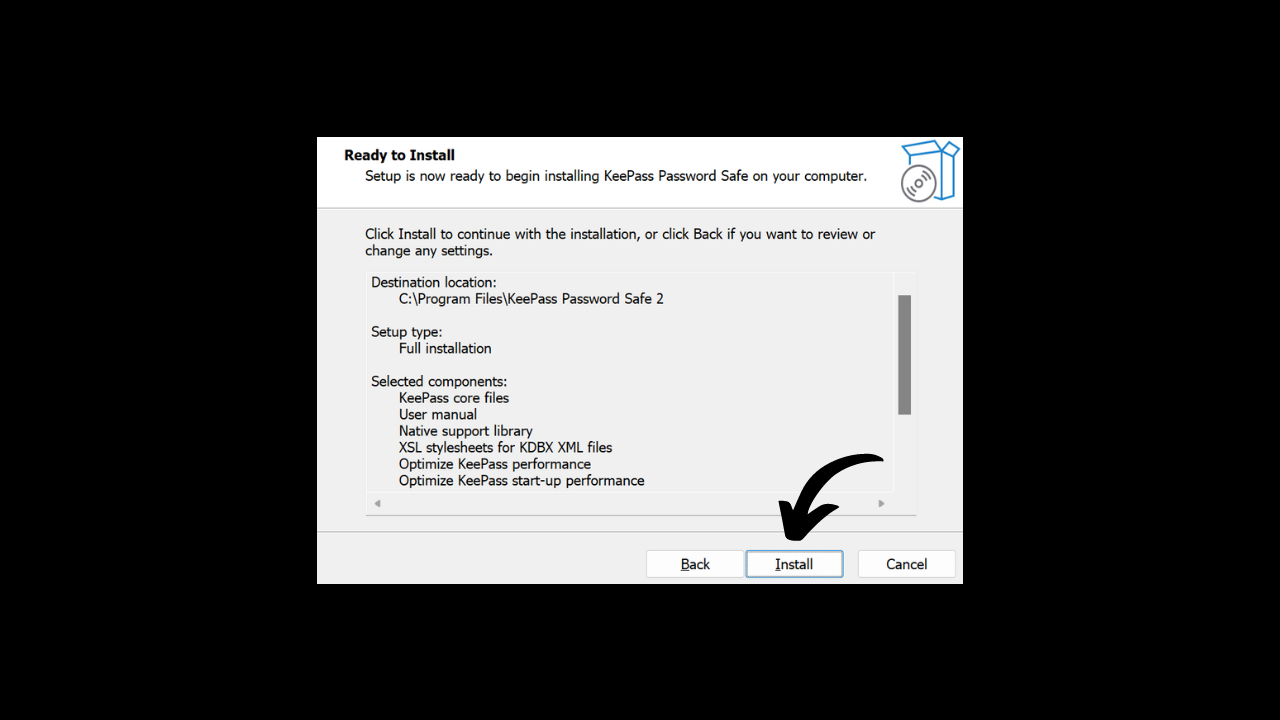 Ready to Install
Setup is now ready to begin installing KeePass Password Safe on your computer.
Click Install to continue with the installation, or click Back if you want to review or
change any settings.
Destination location:
C:\Program Files\KeePass Password Safe 2
Setup type:
Full installation
Selected components:
KeePass core files
User manual
Native support library
XSL stylesheets for KDBX XML files
Optimize KeePass performance
Optimize KeePass start-up performance
Back Install Cancel